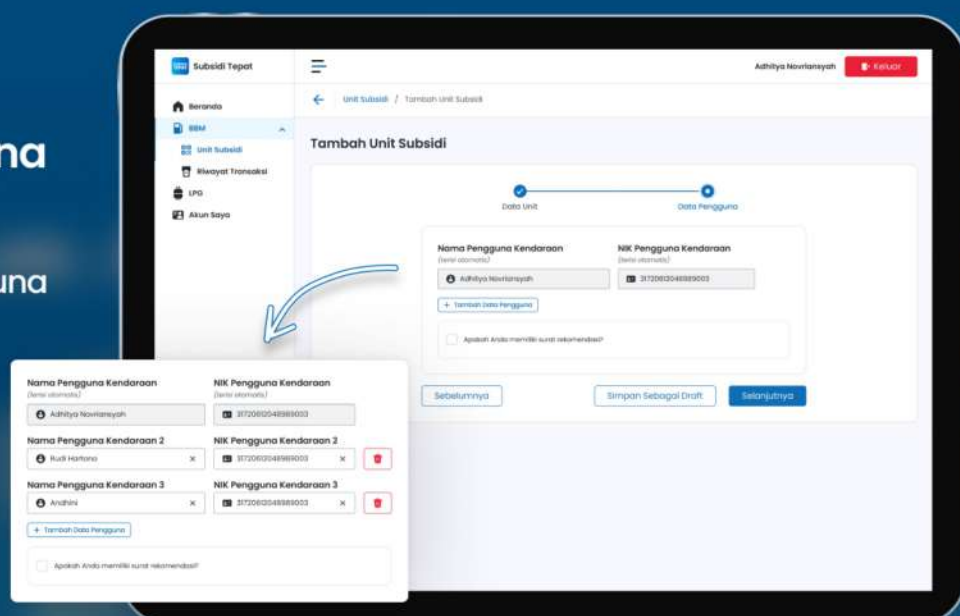 na
una
Subsidi Tepat
Adhitya Novriansyah
Keluar
Beranda
Unit Subsidi / Tambah Unit Subsidi
BBM
Unit Subsidi
Riwayat Transaksi
LPG
Akun Saya
Tambah Unit Subsidi
Data Unit
Data Pengguna
Nama Pengguna Kendaraan
NIK Pengguna Kendaraan
(terisi otomatis)
(terisi otomatis)
Adhitya Novriansyah
+ Tambah Data Pengguna
Apakah Anda memiliki surat rekomendasi?
Sebelumnya
Simpan Sebagai Draft
Selanjutnya
Nama Pengguna Kendaraan
NIK Pengguna Kendaraan
(terisi otomatis)
(terisi otomatis)
Adhitya Novriansyah
Nama Pengguna Kendaraan 2
NIK Pengguna Kendaraan 2
Rudi Hartono
Nama Pengguna Kendaraan 3
NIK Pengguna Kendaraan 3
Andhini
+ Tambah Data Pengguna
Apakah Anda memiliki surat rekomendasi?